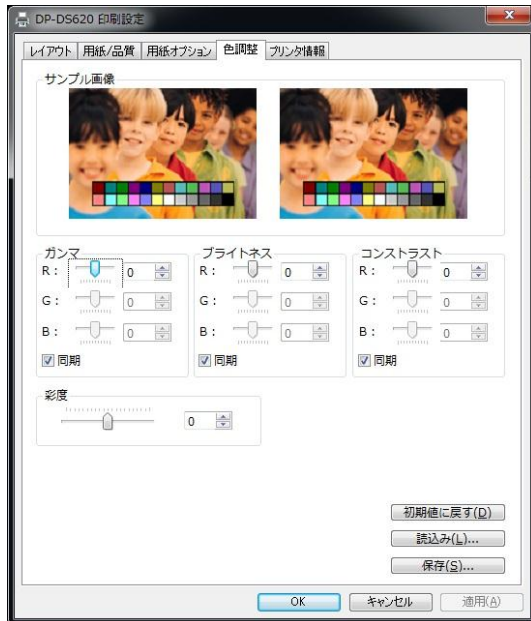 DP-DS620 印刷設定
レイアウト 用紙/品質 用紙オプション 色調整 プリンタ情報
サンプル画像
ガンマ ブライトネス コントラスト
R： 0 R： 0 R： 0
G： 0 G： 0 G： 0
B： 0 B： 0 B： 0
同期 同期 同期
彩度
0
初期値に戻す(D)
読込み(L)...
保存(S)...
OK キャンセル 適用(A)